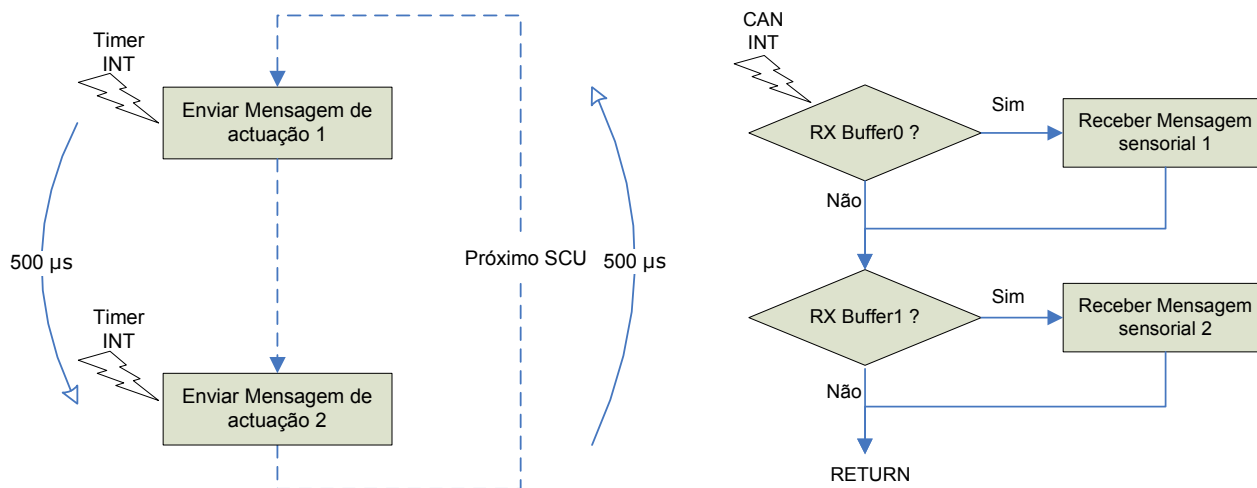 Timer
INT
Enviar Mensagem de
actuação 1
500 µs
Timer
INT
Enviar Mensagem de
actuação 2
Próximo SCU
500 µs
CAN
INT
RX Buffer0 ?
Sim
Receber Mensagem
sensorial 1
Não
RX Buffer1 ?
Sim
Receber Mensagem
sensorial 2
Não
RETURN